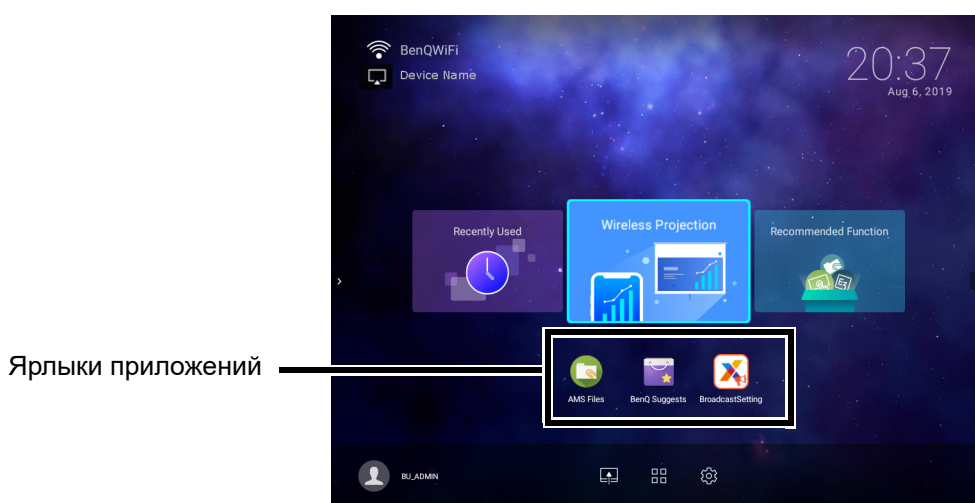 BenQWiFi
Device Name
20:37
Aug 6, 2019
Recently Used
Wireless Projection
Recommended Function
Ярлыки приложений
AMS Files
BenQ Suggests
BroadcastSetting
BU_ADMIN